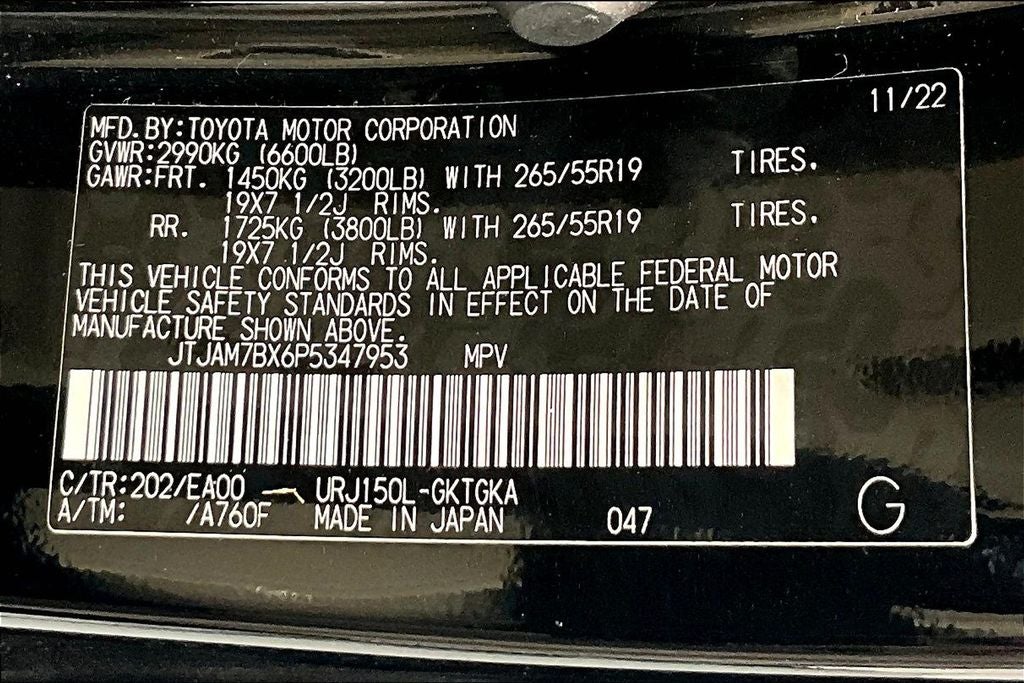 11/22
MFD.BY:TOYOTA MOTOR CORPORATION
GVWR:2990KG (6600LB)
GAWR:FRT. 1450KG (3200LB) WITH 265/55R19 TIRES.
19X7 1/2J RIMS.
RR. 1725KG (3800LB) WITH 265/55R19 TIRES.
19X7 1/2J RIMS.
THIS VEHICLE CONFORMS TO ALL APPLICABLE FEDERAL MOTOR
VEHICLE SAFETY STANDARDS IN EFFECT ON THE DATE OF
MANUFACTURE SHOWN ABOVE.
JTJAM7BX6P5347953 MPV
C/TR:202/EA00 URJ150L-GKTGKA
A/TM: /A760F MADE IN JAPAN 047 G